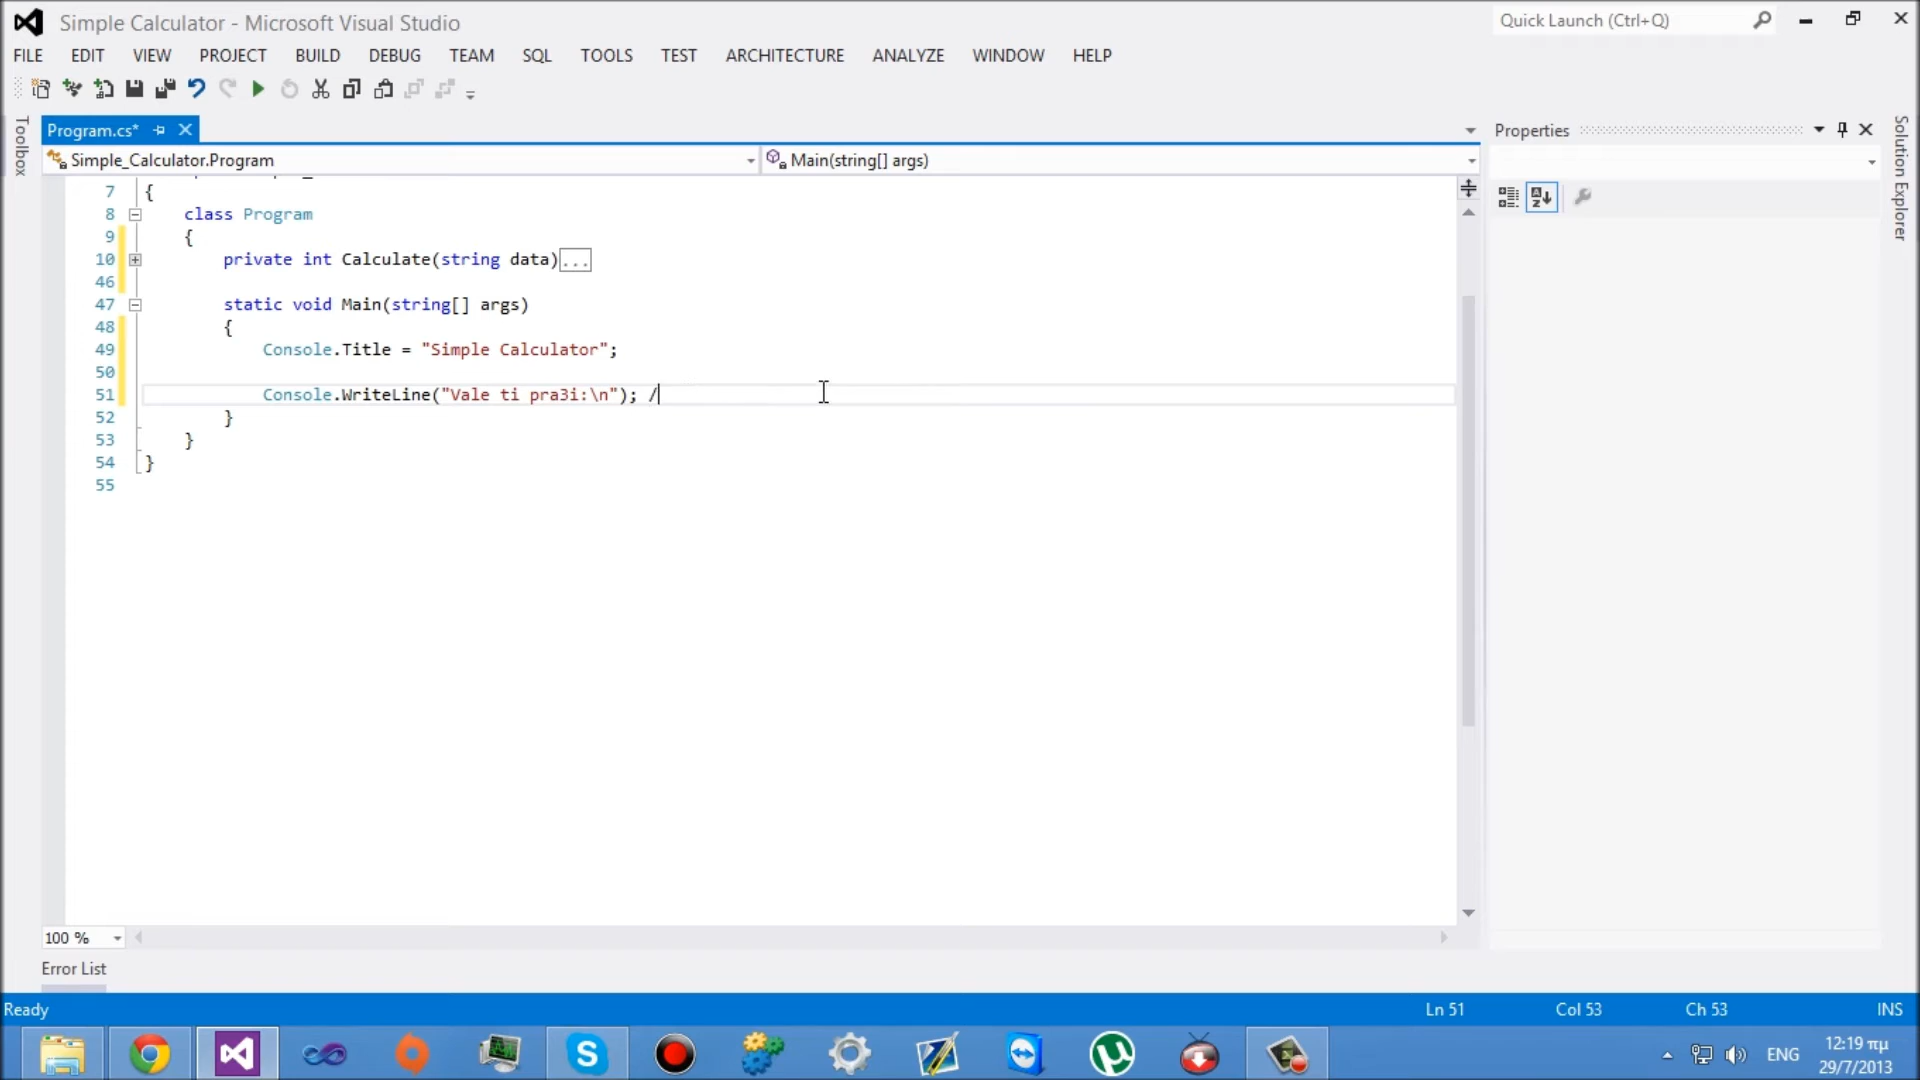 Simple Calculator - Microsoft Visual Studio
Quick Launch (Ctrl+Q)
FILE EDIT VIEW PROJECT BUILD DEBUG TEAM SQL TOOLS TEST ARCHITECTURE ANALYZE WINDOW HELP
Toolbox
Program.cs*
Properties
Solution Explorer
Simple_Calculator.Program
Main(string[] args)
7 {
8 class Program
9 {
10 private int Calculate(string data)...
46
47 static void Main(string[] args)
48 {
49 Console.Title = "Simple Calculator";
50
51 Console.WriteLine("Vale ti pra3i:\n"); /
52 }
53 }
54 }
55
100 %
Error List
Ready
Ln 51 Col 53 Ch 53 INS
ENG
12:19 πμ
29/7/2013